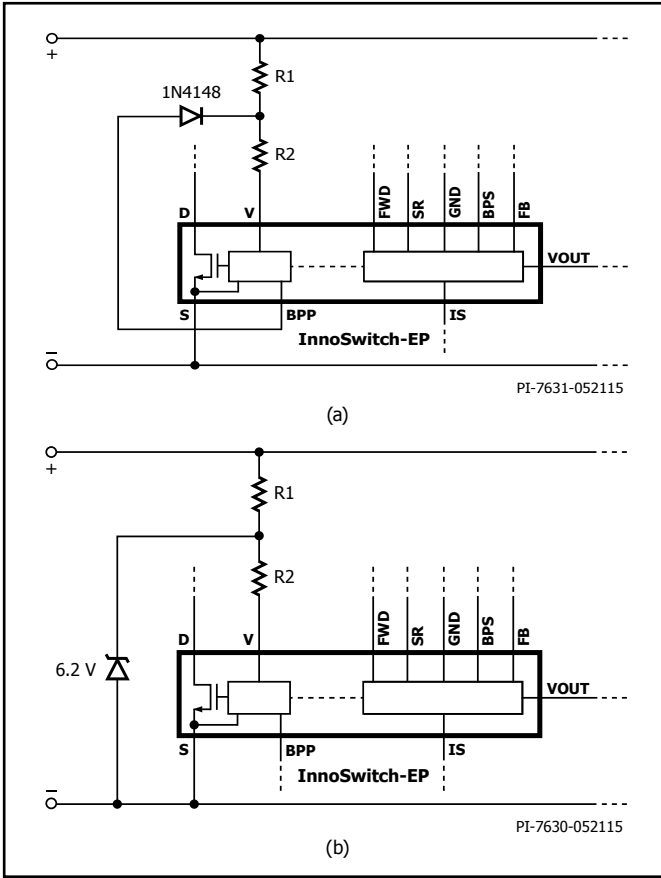 +
R1
1N4148
R2
D
V
FWD
SR
GND
BPS
FB
VOUT
S
BPP
IS
InnoSwitch-EP
−
PI-7631-052115
(a)
+
R1
R2
D
V
FWD
SR
GND
BPS
FB
6.2 V
VOUT
S
BPP
IS
InnoSwitch-EP
−
PI-7630-052115
(b)